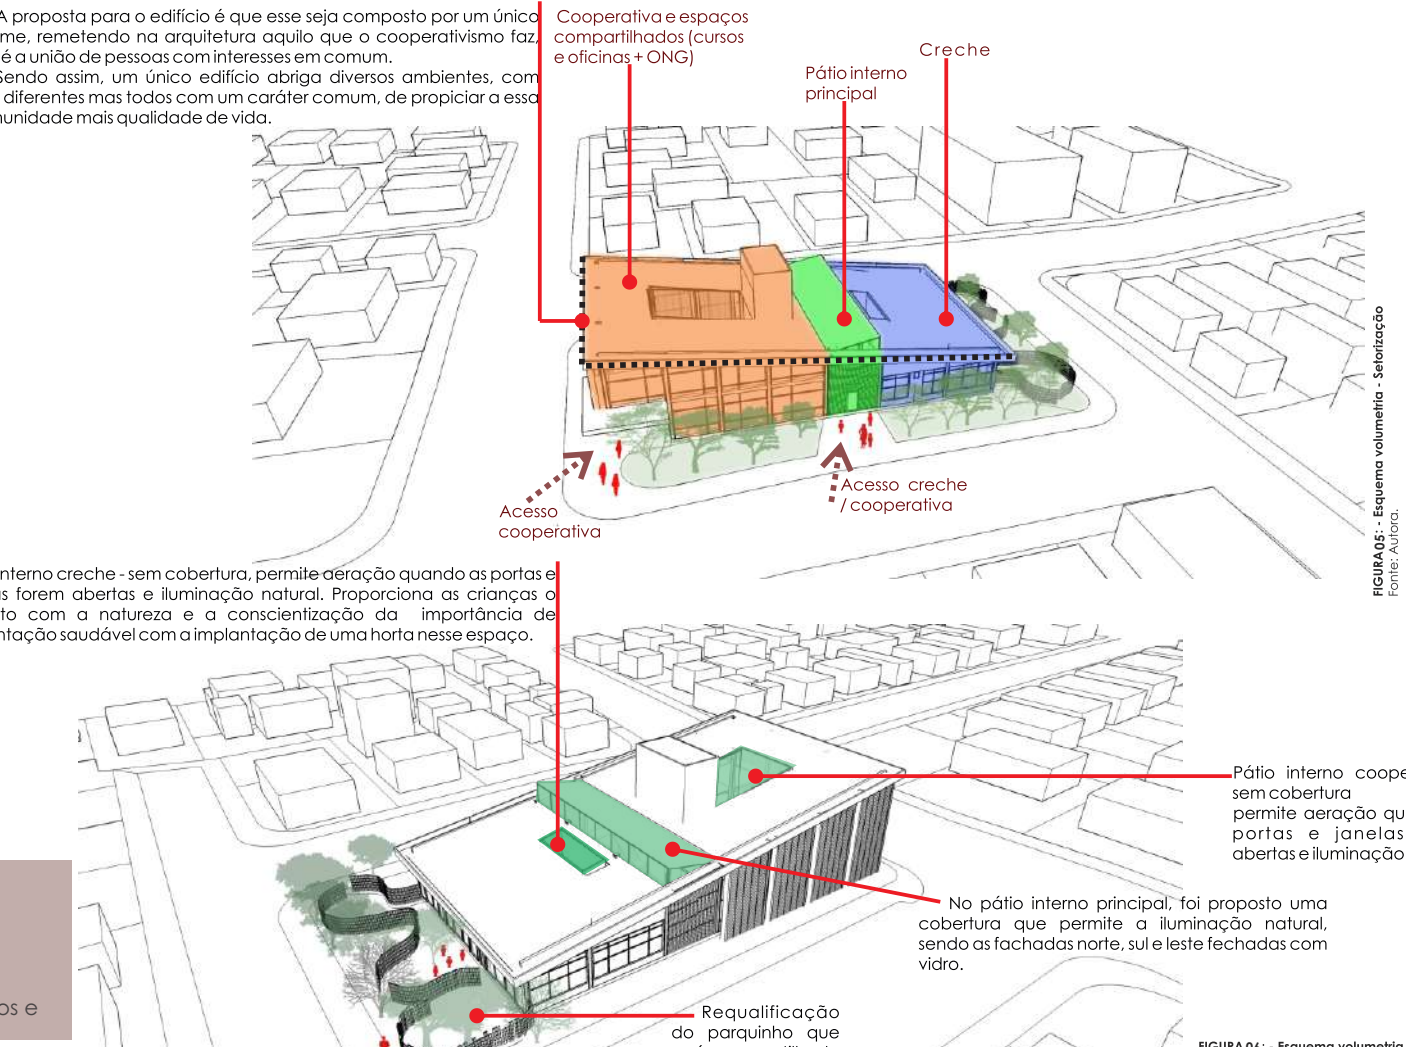 A proposta para o edifício é que esse seja composto por um único
me, remetendo na arquitetura aquilo que o cooperativismo faz,
é a união de pessoas com interesses em comum.
Sendo assim, um único edifício abriga diversos ambientes, com
diferentes mas todos com um caráter comum, de propiciar a essa
unidade mais qualidade de vida.
Cooperativa e espaços
compartilhados (cursos
e oficinas + ONG)
Pátio interno
principal
Creche
Acesso
cooperativa
Acesso creche
/ cooperativa
FIGURA 05: - Esquema volumetria - Setorização
Fonte: Autora.
nterno creche - sem cobertura, permite aeração quando as portas e
as forem abertas e iluminação natural. Proporciona as crianças o
to com a natureza e a conscientização da importância de
ntação saudável com a implantação de uma horta nesse espaço.
Pátio interno coope
sem cobertura
permite aeração qu
portas e janelas
abertas e iluminação
No pátio interno principal, foi proposto uma
cobertura que permite a iluminação natural,
sendo as fachadas norte, sul e leste fechadas com
vidro.
os e
Requalificação
do parquinho que
FIGURA 06: - Esquema volumetria